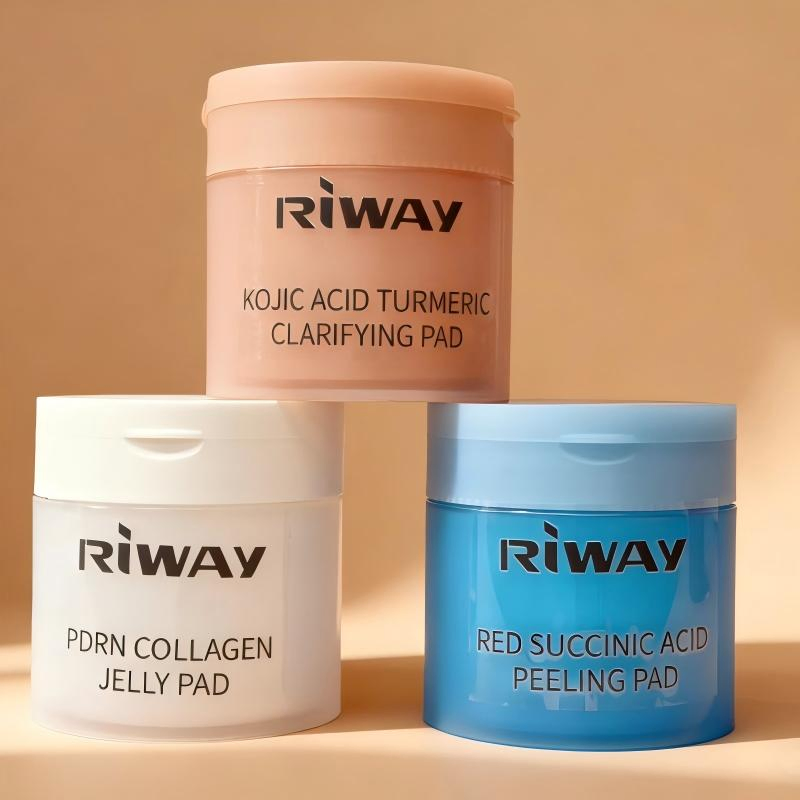 RIWAY
KOJIC ACID TURMERIC
CLARIFYING PAD
RIWAY
PDRN COLLAGEN
JELLY PAD
RIWAY
RED SUCCINIC ACID
PEELING PAD